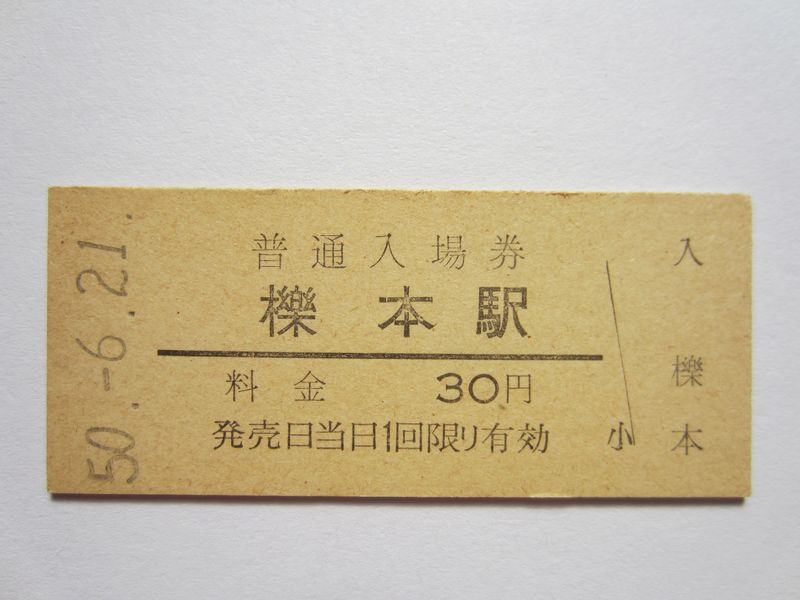 50.-6.21.
普通入場券
櫟本駅
料金 30円
発売日当日1回限り有効
小
入
櫟本